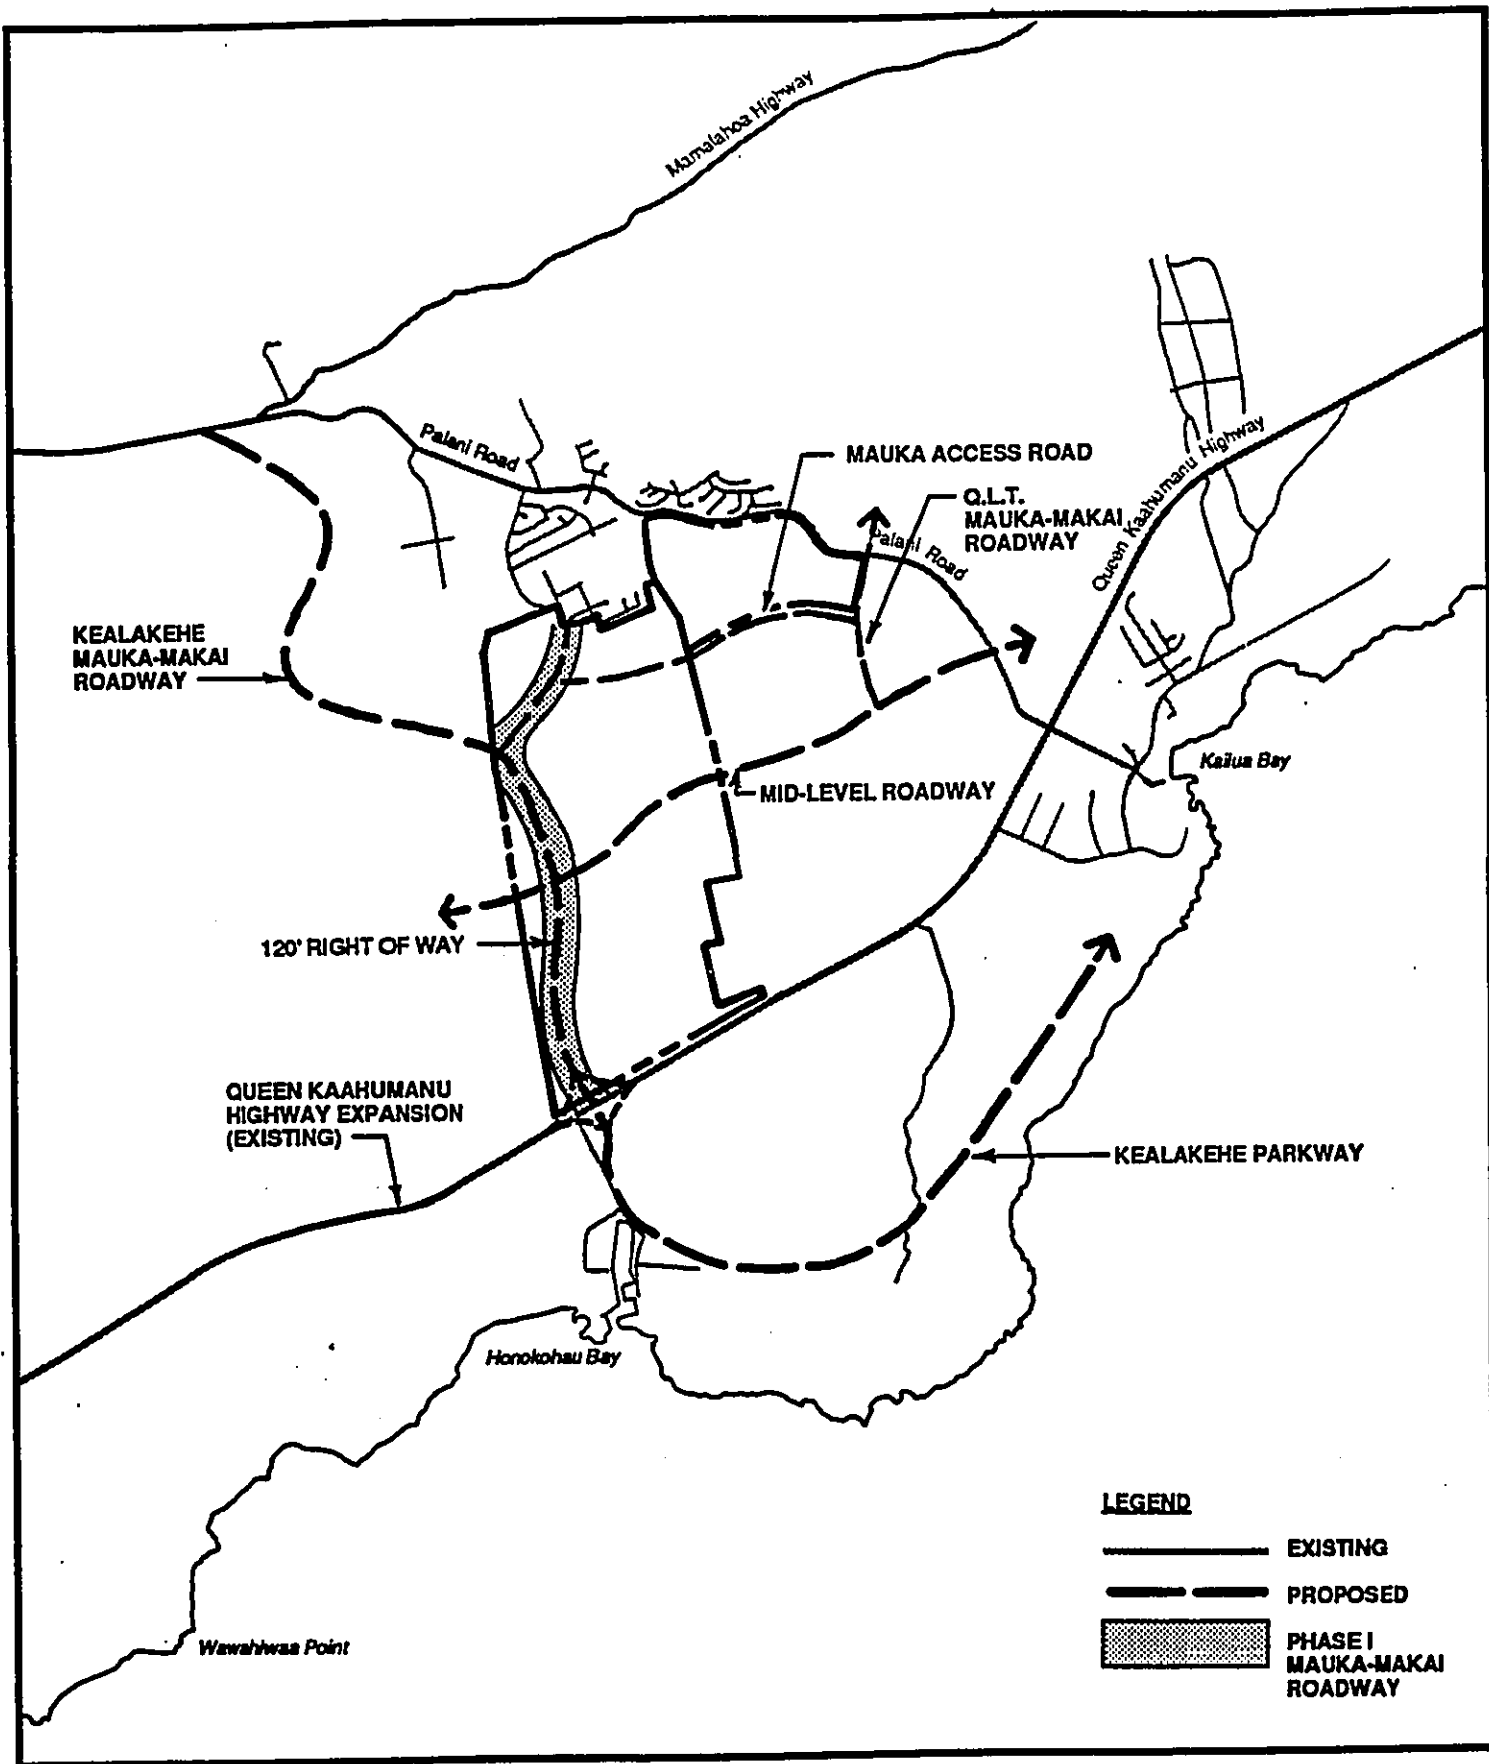 Mamalahoa Highway
Palani Road
MAUKA ACCESS ROAD
Q.L.T.
MAUKA-MAKAI
ROADWAY
Palani Road
Queen Kaahumanu Highway
KEALAKEHE
MAUKA-MAKAI
ROADWAY
Kailua Bay
MID-LEVEL ROADWAY
120' RIGHT OF WAY
QUEEN KAAHUMANU
HIGHWAY EXPANSION
(EXISTING)
KEALAKEHE PARKWAY
Honokohau Bay
Wawahiwaa Point
LEGEND
EXISTING
PROPOSED
PHASE I
MAUKA-MAKAI
ROADWAY